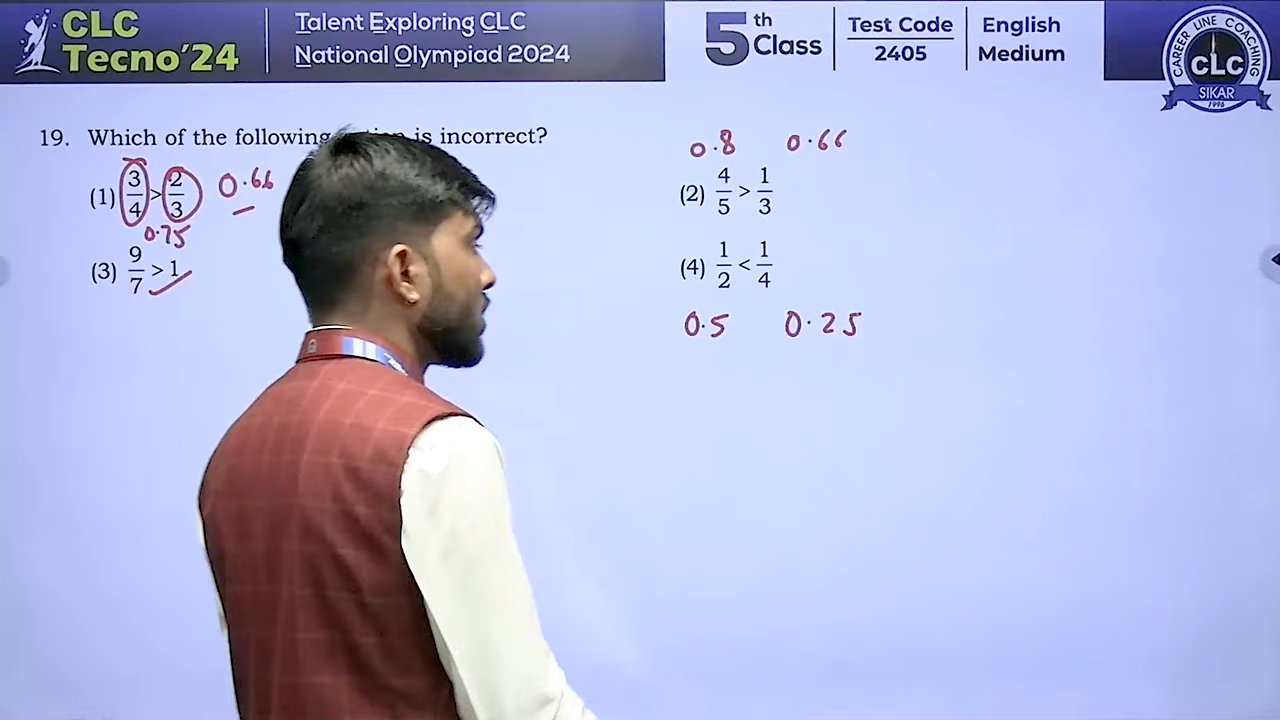 CLC
Tecno'24
Talent Exploring CLC
National Olympiad 2024
5th Class
Test Code
2405
English
Medium
CAREER LINE COACHING
CLC
SIKAR
1996
19. Which of the following is incorrect?
(1) 3/4 > 2/3 0.66
0.75
0.8 0.66
(2) 4/5 > 1/3
(3) 9/7 > 1
(4) 1/2 < 1/4
0.5 0.25